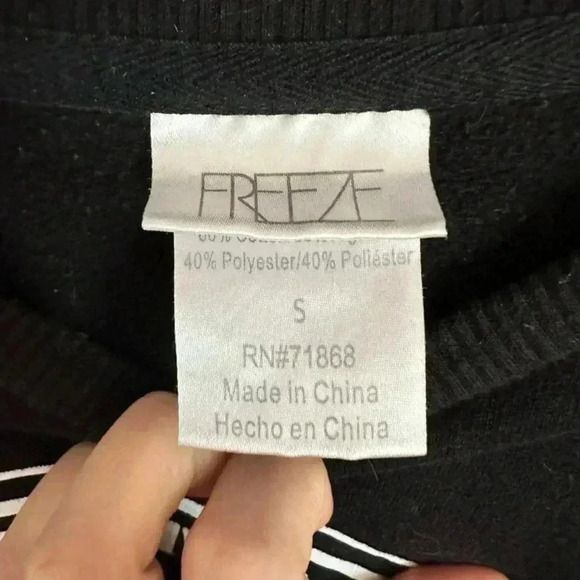 FREEZE
40% Polyester/40% Poliéster
S
RN#71868
Made in China
Hecho en China